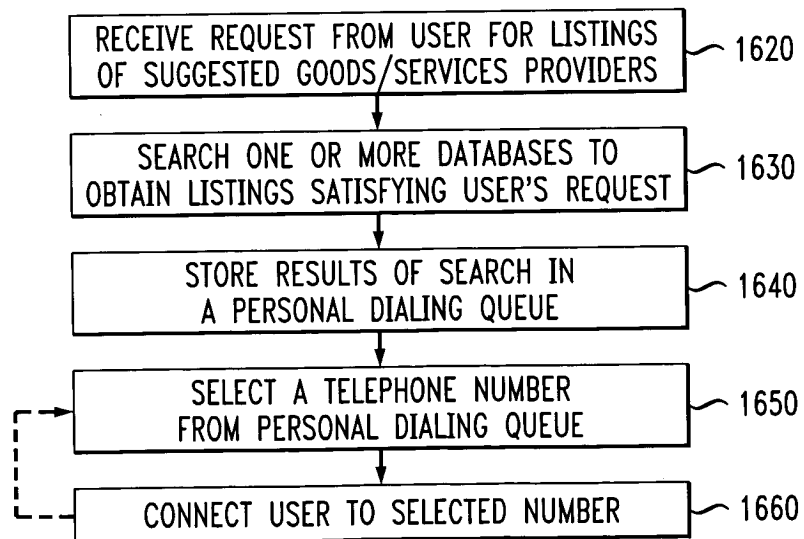 RECEIVE REQUEST FROM USER FOR LISTINGS
OF SUGGESTED GOODS/SERVICES PROVIDERS
1620
SEARCH ONE OR MORE DATABASES TO
OBTAIN LISTINGS SATISFYING USER'S REQUEST
1630
STORE RESULTS OF SEARCH IN
A PERSONAL DIALING QUEUE
1640
SELECT A TELEPHONE NUMBER
FROM PERSONAL DIALING QUEUE
1650
CONNECT USER TO SELECTED NUMBER
1660